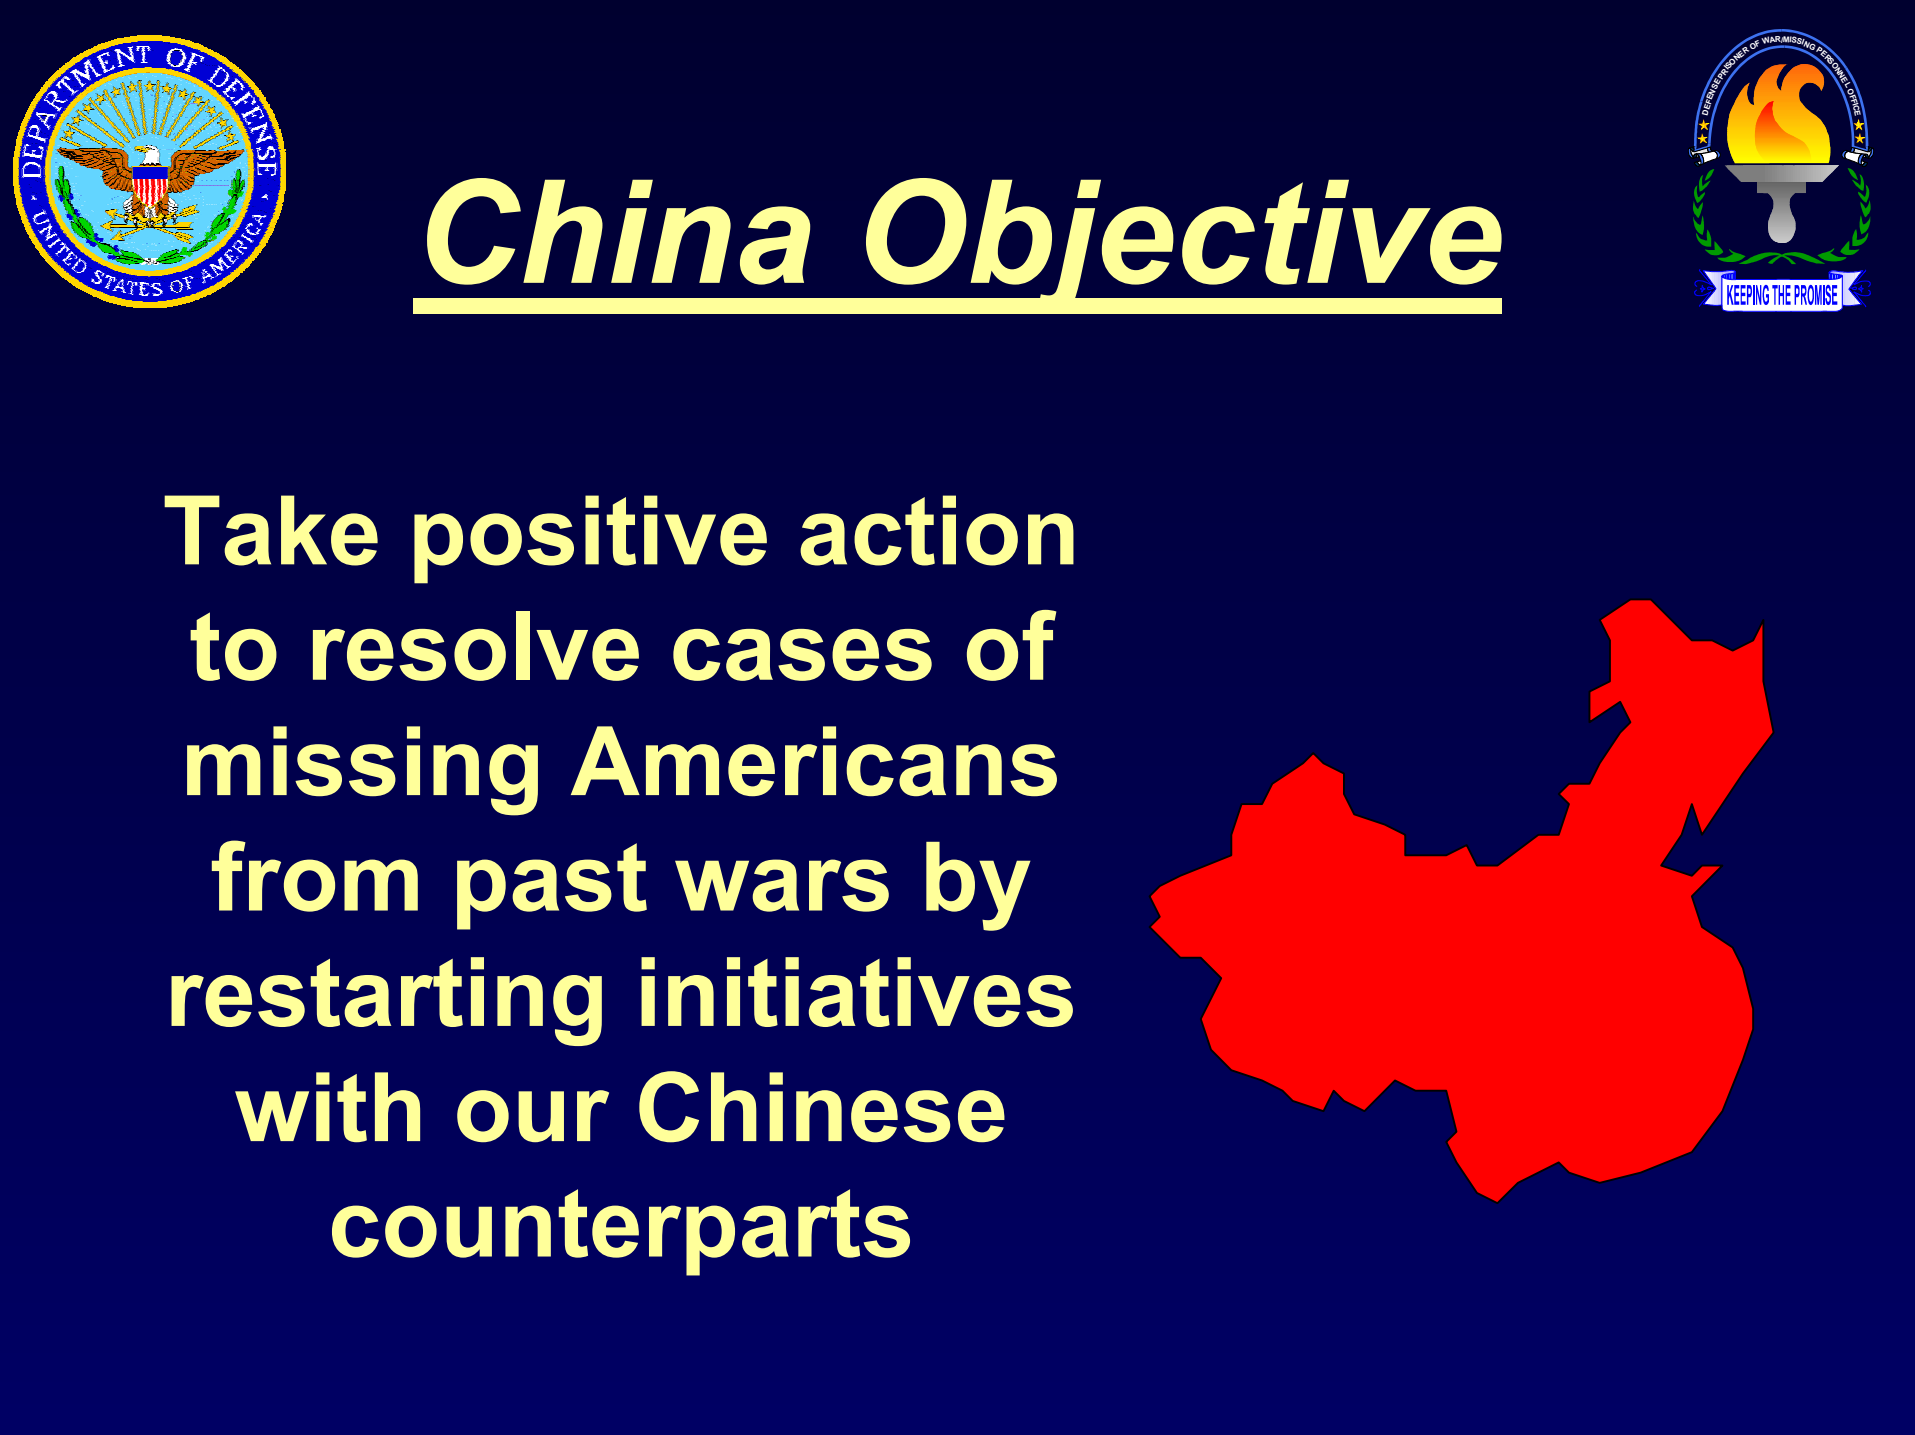 DEPARTMENT OF DEFENSE
UNITED STATES OF AMERICA
DEFENSE PRISONER OF WAR/MISSING PERSONNEL OFFICE
KEEPING THE PROMISE
China Objective
Take positive action
to resolve cases of
missing Americans
from past wars by
restarting initiatives
with our Chinese
counterparts